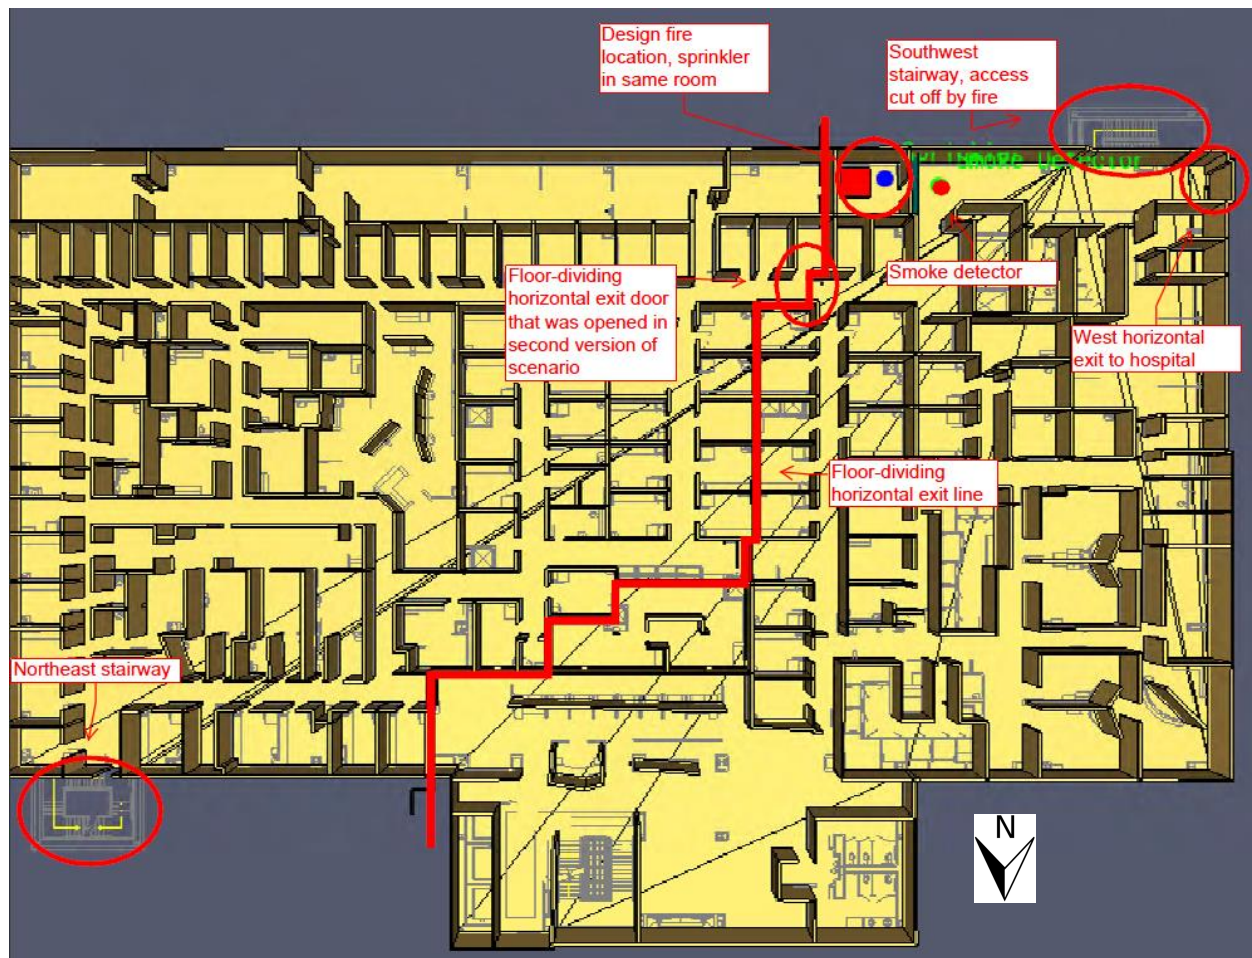 Design fire
location, sprinkler
in same room
Southwest
stairway, access
cut off by fire
Smoke Detector
Smoke detector
Floor-dividing
horizontal exit door
that was opened in
second version of
scenario
West horizontal
exit to hospital
Floor-dividing
horizontal exit line
Northeast stairway
N